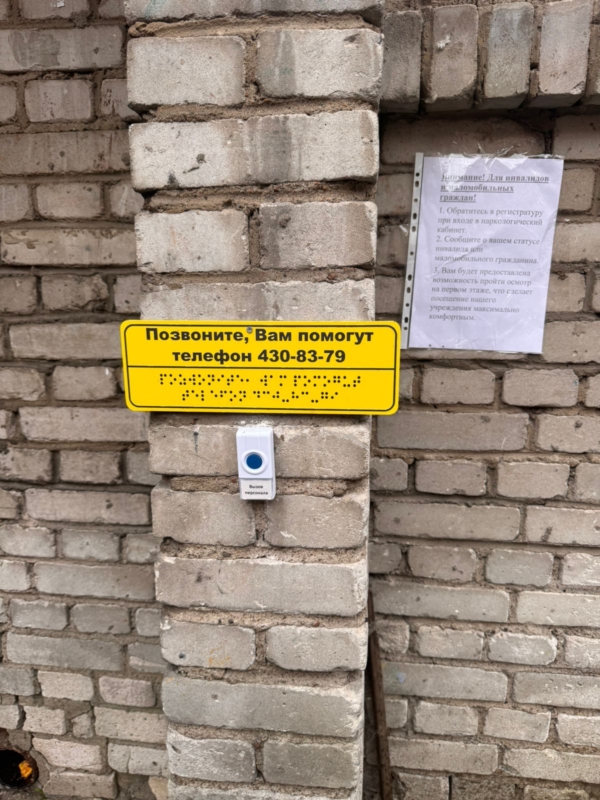 Позвоните, Вам помогут
телефон 430-83-79
Вызов
персонала
Внимание! Для инвалидов
и маломобильных
граждан!
1. Обратитесь в регистратуру
при входе в наркологический
кабинет
2. Сообщите о вашем статусе
инвалида или
маломобильного гражданина
3. Вам будет предоставлена
возможность пройти осмотр
на первом этаже, что сделает
посещение нашего
учреждения максимально
комфортным.